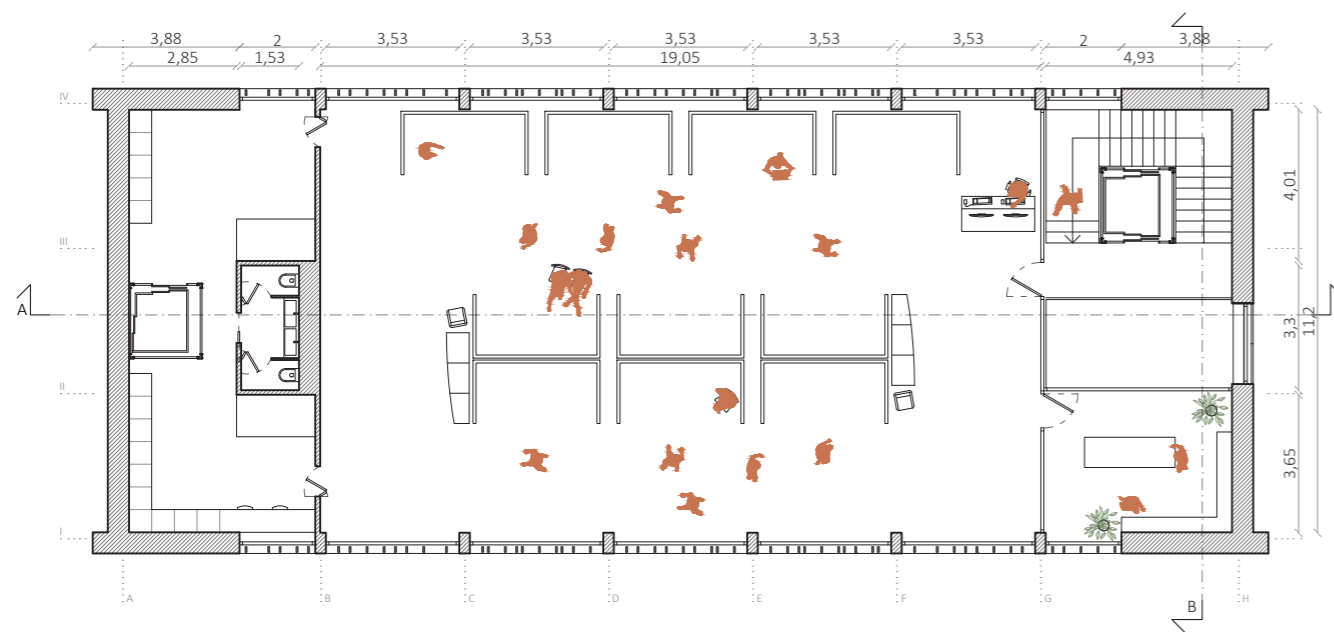 3,88 2 3,53 3,53 3,53 3,53 3,53 2 3,88
2,85 1,53 19,05 4,93
IV
4,01
III
A
3,3
11,2
II
3,65
I
A B C D E F G H
B